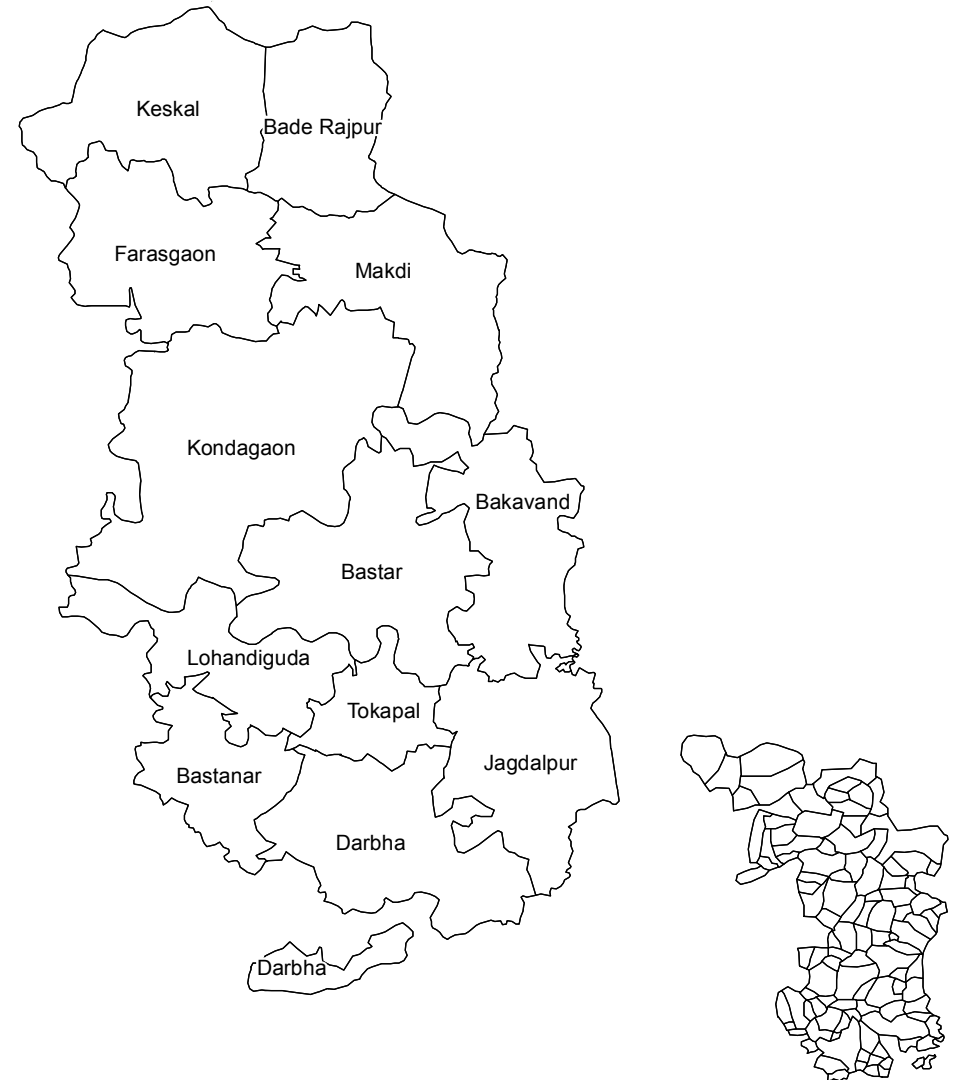 Keskal
Bade Rajpur
Farasgaon
Makdi
Kondagaon
Bakavand
Bastar
Lohandiguda
Tokapal
Jagdalpur
Bastanar
Darbha
Darbha